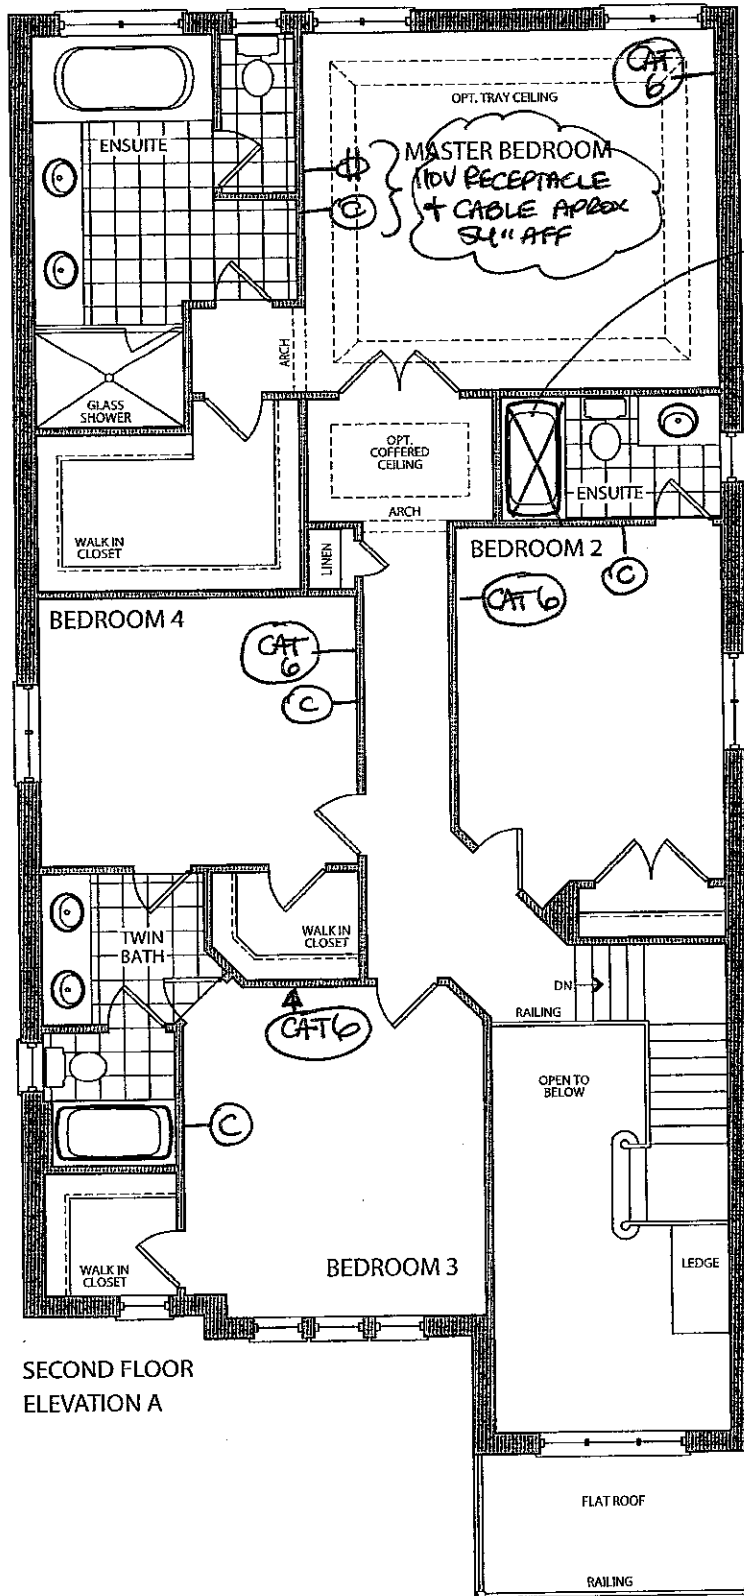 CAT
6
OPT. TRAY CEILING
ENSUITE
MASTER BEDROOM
110V RECEPTACLE
+ CABLE APROX
54" AFF
C
ARCH
GLASS
SHOWER
OPT.
COFFERED
CEILING
ENSUITE
ARCH
WALK IN
CLOSET
LINEN
BEDROOM 2
C
CAT 6
BEDROOM 4
CAT
6
C
TWIN
BATH
WALK IN
CLOSET
DN
RAILING
CAT6
OPEN TO
BELOW
C
WALK IN
CLOSET
BEDROOM 3
LEDGE
SECOND FLOOR
ELEVATION A
FLAT ROOF
RAILING